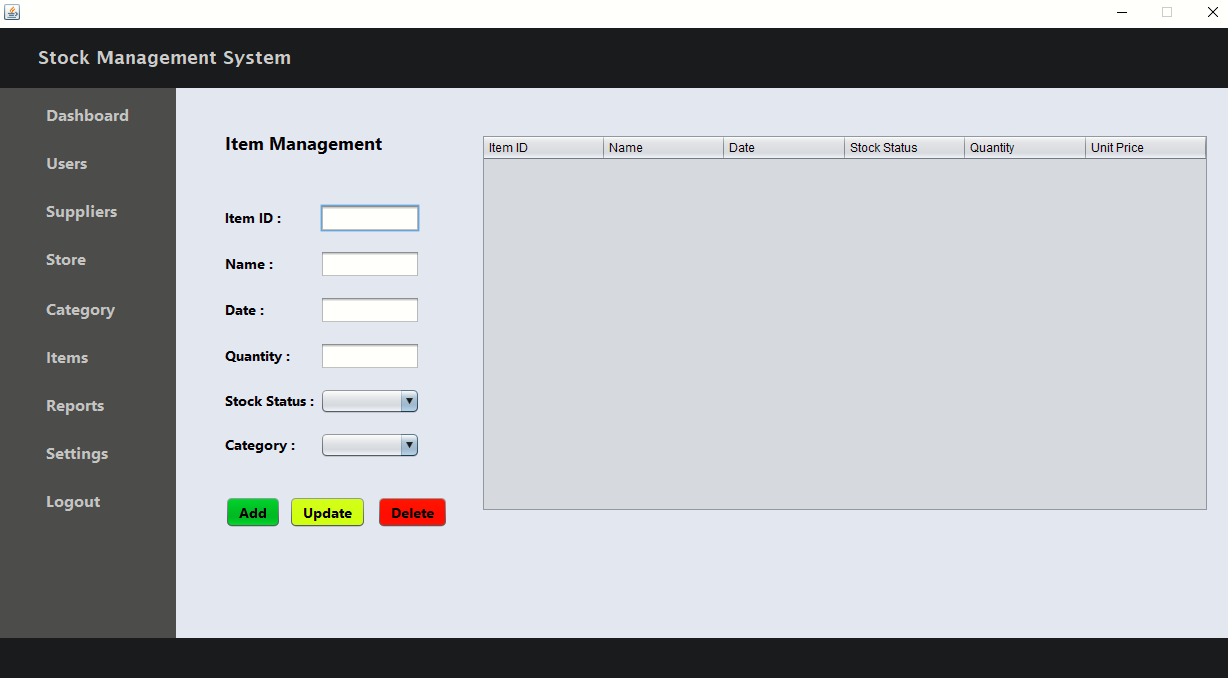 Stock Management System
Dashboard
Users
Suppliers
Store
Category
Items
Reports
Settings
Logout
Item Management
Item ID :
Name :
Date :
Quantity :
Stock Status :
Category :
Add Update Delete
Item ID Name Date Stock Status Quantity Unit Price